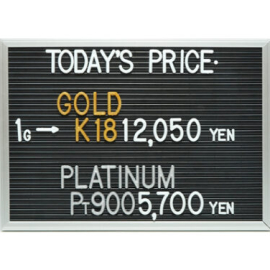 TODAY'S PRICE·
GOLD
1G → K18 12,050 YEN
PLATINUM
PT900 5,700 YEN